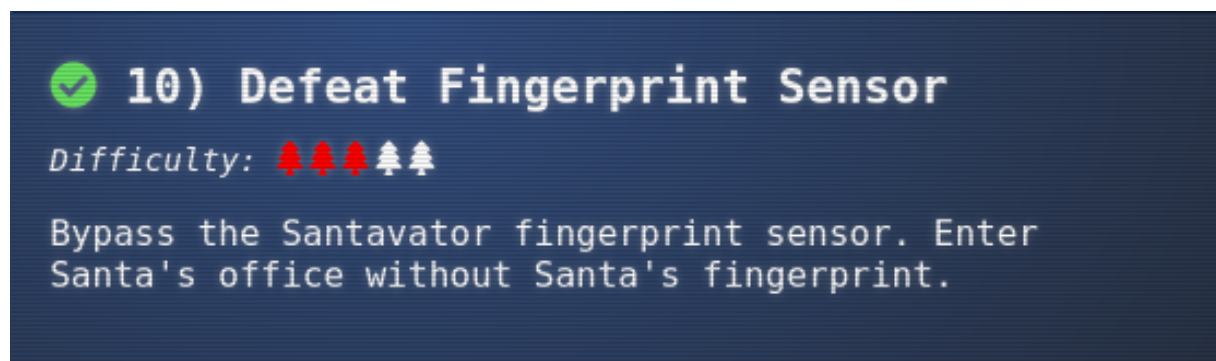 10) Defeat Fingerprint Sensor
Difficulty:
Bypass the Santavator fingerprint sensor. Enter
Santa's office without Santa's fingerprint.